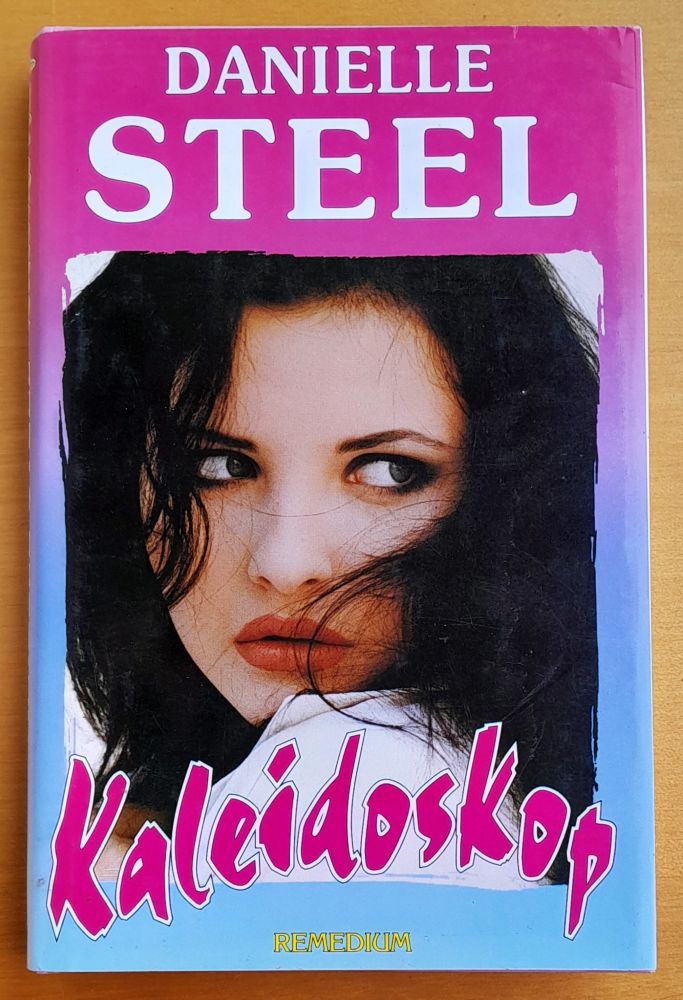 DANIELLE
STEEL
Kaleidoskop
REMEDIUM